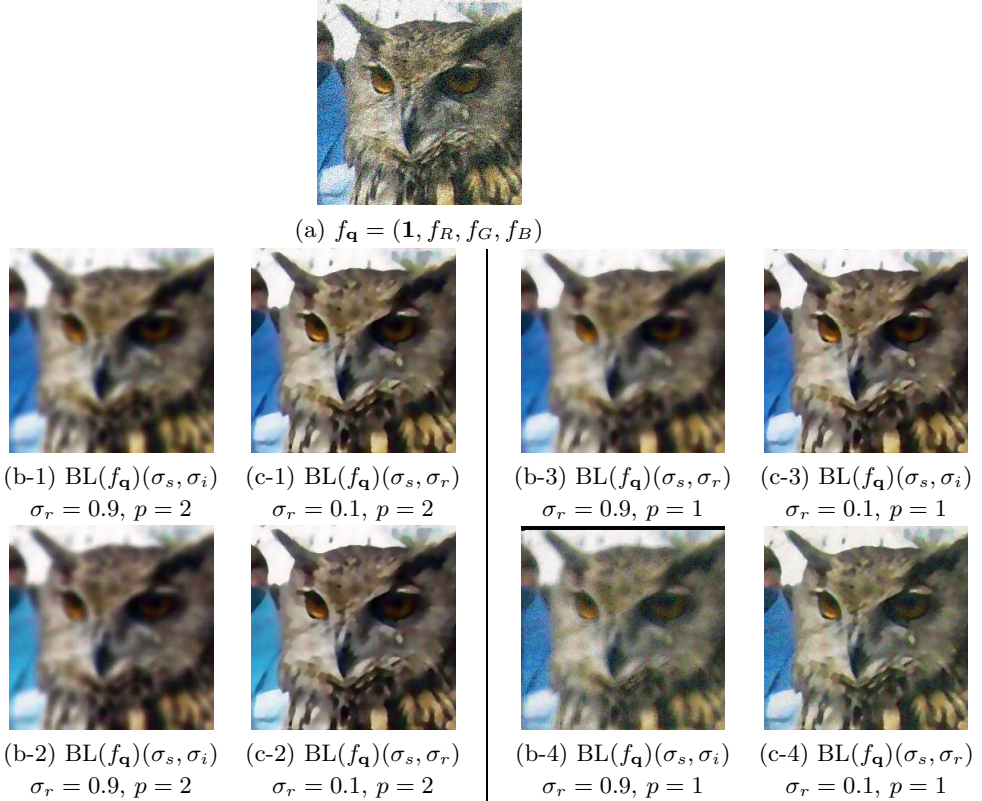 (a) f_q = (1, f_R, f_G, f_B)
(b-1) BL(f_q)(σ_s, σ_i)
σ_r = 0.9, p = 2
(c-1) BL(f_q)(σ_s, σ_r)
σ_r = 0.1, p = 2
(b-3) BL(f_q)(σ_s, σ_r)
σ_r = 0.9, p = 1
(c-3) BL(f_q)(σ_s, σ_i)
σ_r = 0.1, p = 1
(b-2) BL(f_q)(σ_s, σ_i)
σ_r = 0.9, p = 2
(c-2) BL(f_q)(σ_s, σ_r)
σ_r = 0.1, p = 2
(b-4) BL(f_q)(σ_s, σ_i)
σ_r = 0.9, p = 1
(c-4) BL(f_q)(σ_s, σ_r)
σ_r = 0.1, p = 1